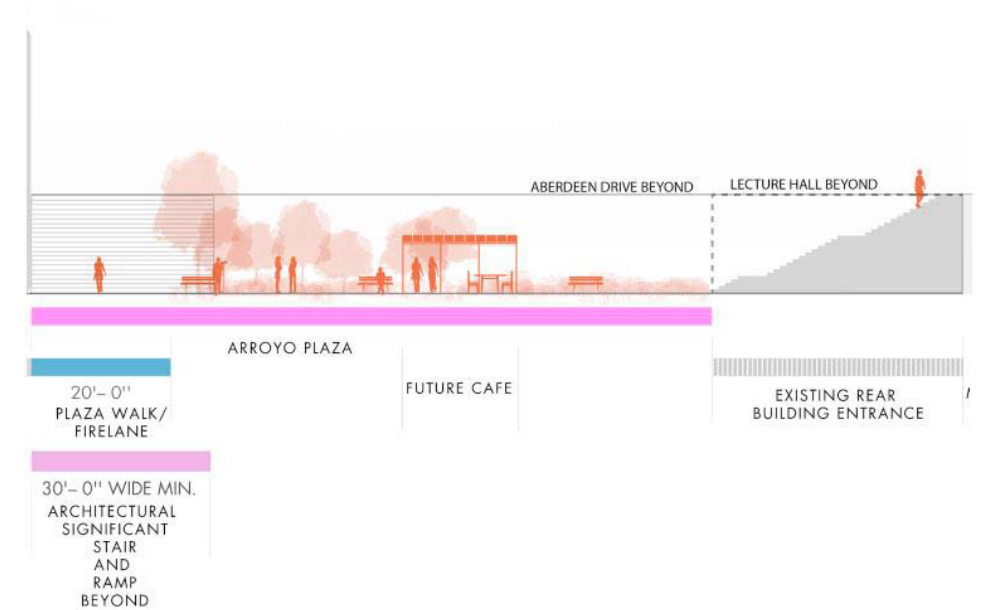 ABERDEEN DRIVE BEYOND
LECTURE HALL BEYOND
ARROYO PLAZA
20'– 0"
PLAZA WALK/
FIRELANE
FUTURE CAFE
EXISTING REAR
BUILDING ENTRANCE
30'– 0" WIDE MIN.
ARCHITECTURAL
SIGNIFICANT
STAIR
AND
RAMP
BEYOND